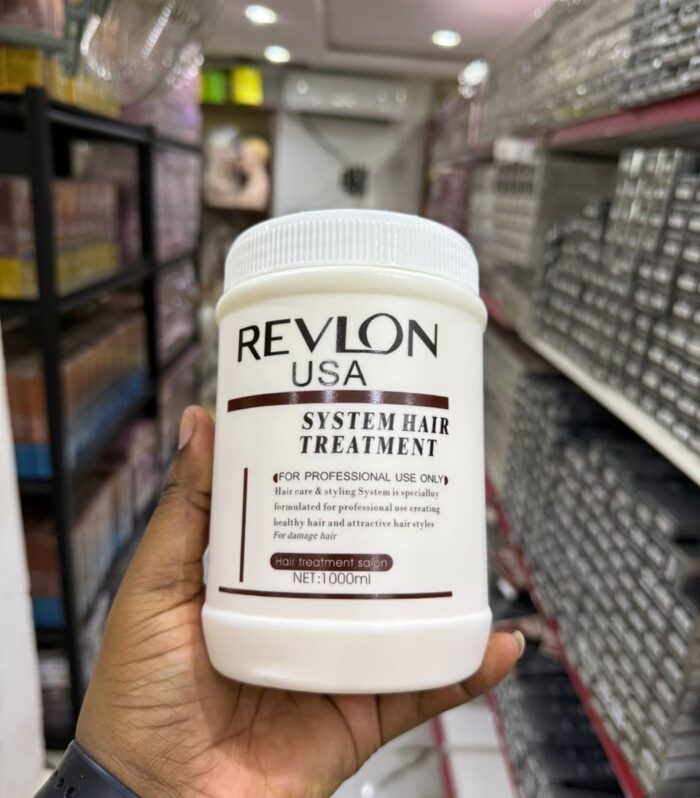 REVLON
USA
SYSTEM HAIR
TREATMENT
FOR PROFESSIONAL USE ONLY
Hair care & styling System is specialluy
formulated for professional use creating
healthy hair and attractive hair styles
For damage hair
Hair treatment salon
NET:1000ml